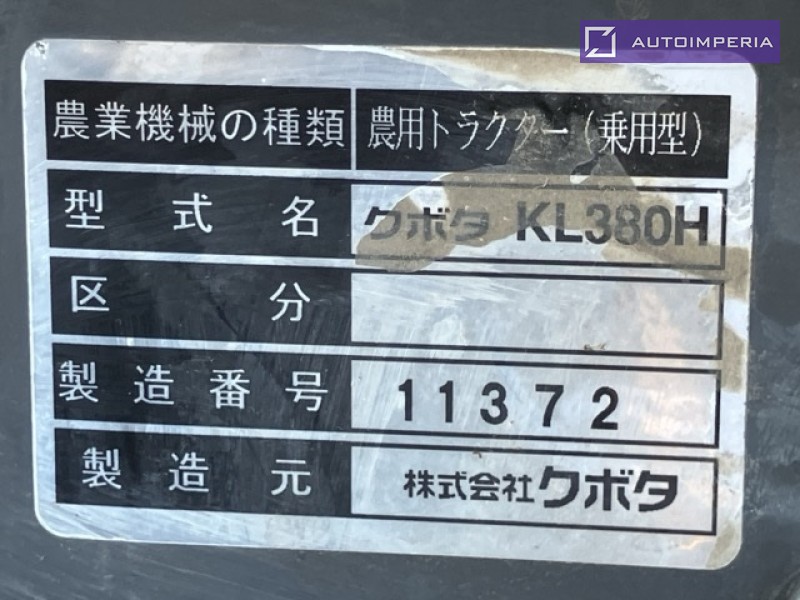 AUTOIMPERIA
農業機械の種類 農用トラクター(乗用型)
型式名 クボタ KL380H
区分
製造番号 11372
製造元 株式会社クボタ